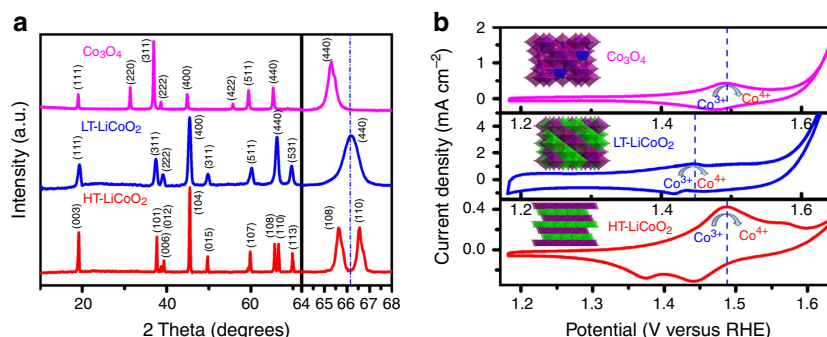 a
Intensity (a.u.)
Co₃O₄
(111)
(220)
(311)
(222)
(400)
(422)
(511)
(440)
(440)
LT-LiCoO₂
(111)
(311)
(222)
(400)
(311)
(511)
(440)
(531)
(440)
HT-LiCoO₂
(003)
(101)
(006)
(012)
(104)
(015)
(107)
(108)
(110)
(113)
(108)
(110)
20 40 60 64 65 66 67 68
2 Theta (degrees)
b
Current density (mA cm⁻²)
2
1
0
Co₃O₄
Co³⁺ Co⁴⁺
1.2 1.4 1.6
4
2
0
LT-LiCoO₂
Co³⁺ Co⁴⁺
1.2 1.4 1.6
0.4
0.0
HT-LiCoO₂
Co³⁺ Co⁴⁺
1.2 1.3 1.4 1.5 1.6
Potential (V versus RHE)